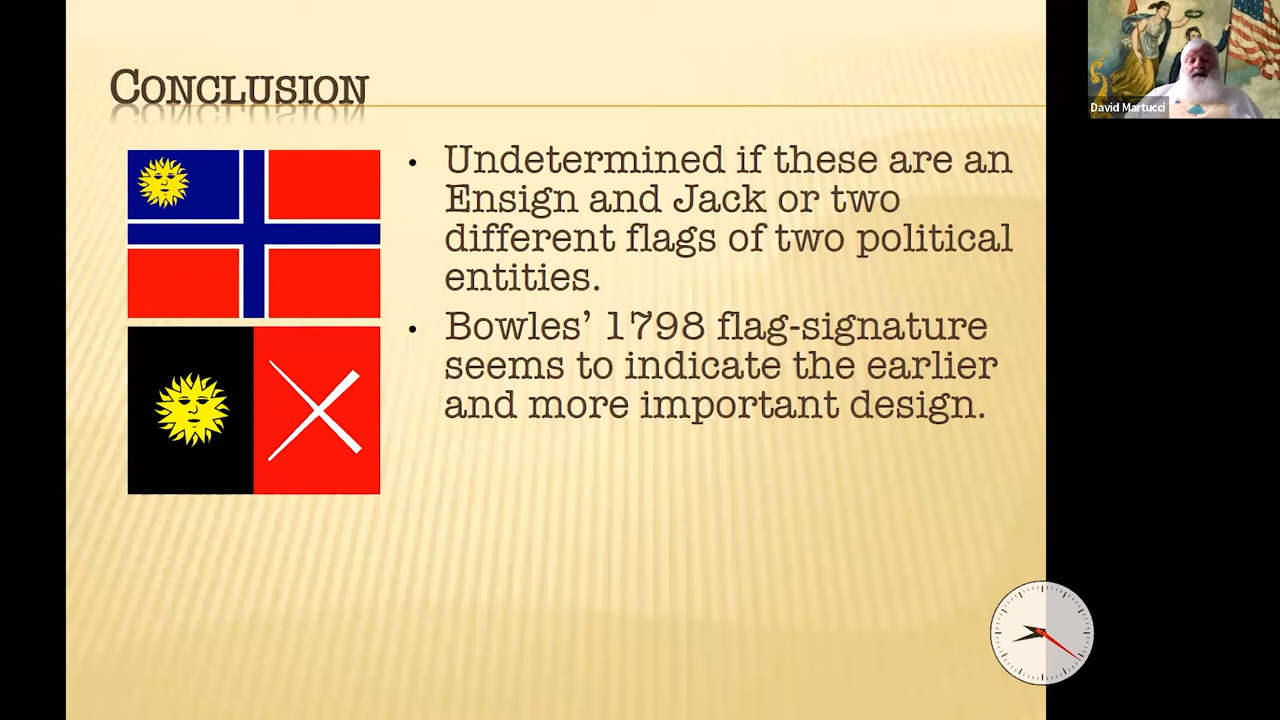 CONCLUSION
• Undetermined if these are an
Ensign and Jack or two
different flags of two political
entities.
• Bowles’ 1798 flag-signature
seems to indicate the earlier
and more important design.
David Martucci